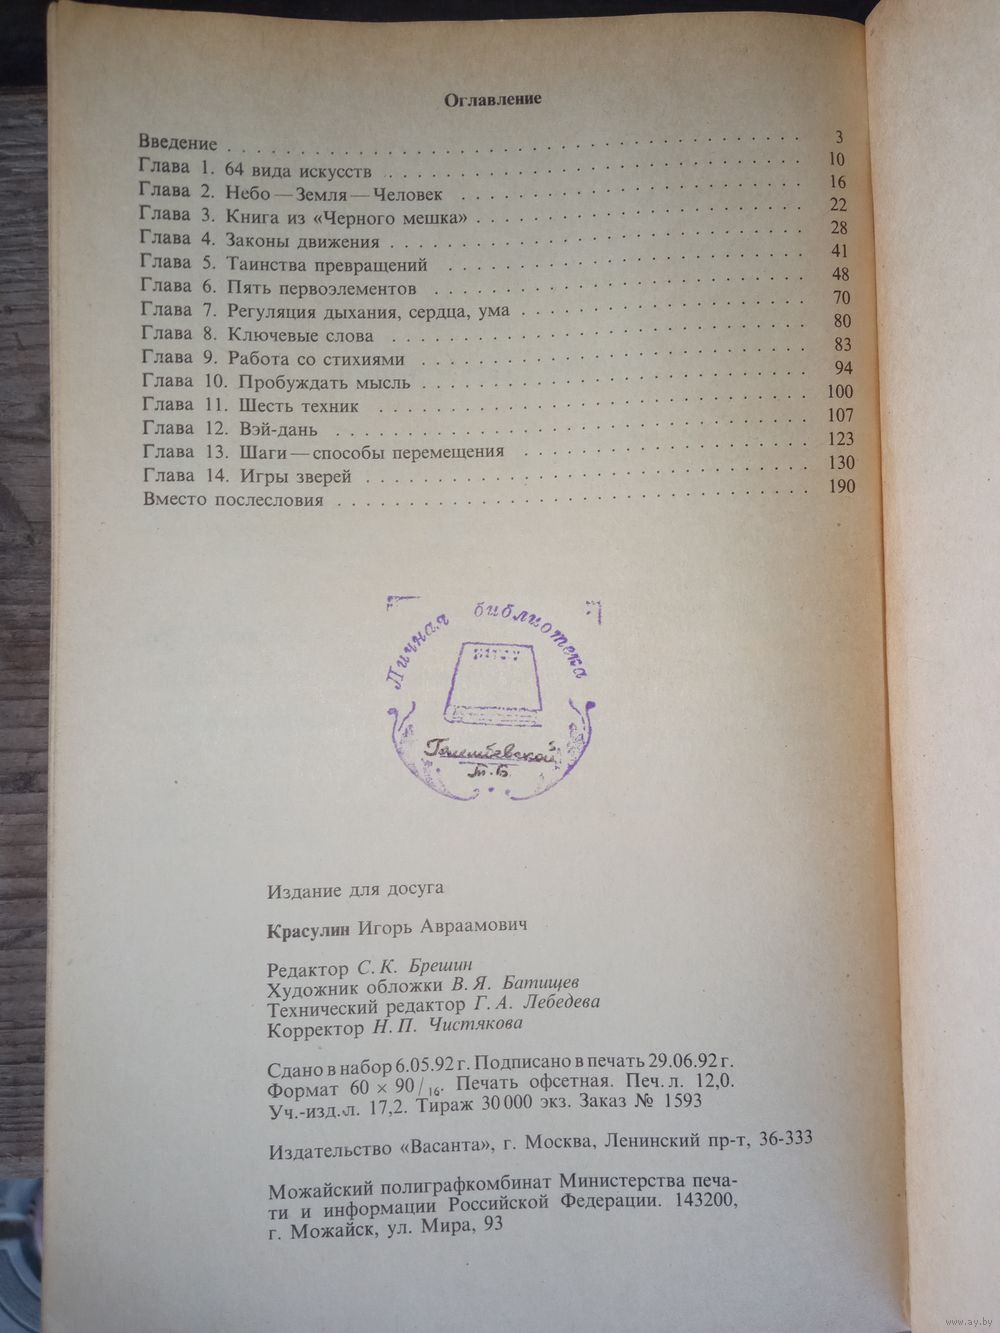 Оглавление
Введение . . . . . . . . . . . . . . . . . . . . . . . . . . . . . 3
Глава 1. 64 вида искусств . . . . . . . . . . . . . . . . . . . . . 10
Глава 2. Небо — Земля — Человек . . . . . . . . . . . . . . . . . . 16
Глава 3. Книга из «Черного мешка» . . . . . . . . . . . . . . . . . 22
Глава 4. Законы движения . . . . . . . . . . . . . . . . . . . . . 28
Глава 5. Таинства превращений . . . . . . . . . . . . . . . . . . . 41
Глава 6. Пять первоэлементов . . . . . . . . . . . . . . . . . . . 48
Глава 7. Регуляция дыхания, сердца, ума . . . . . . . . . . . . . . 70
Глава 8. Ключевые слова . . . . . . . . . . . . . . . . . . . . . . 80
Глава 9. Работа со стихиями . . . . . . . . . . . . . . . . . . . . 83
Глава 10. Пробуждать мысль . . . . . . . . . . . . . . . . . . . . 94
Глава 11. Шесть техник . . . . . . . . . . . . . . . . . . . . . . 100
Глава 12. Вэй-дань . . . . . . . . . . . . . . . . . . . . . . . . 107
Глава 13. Шаги — способы перемещения . . . . . . . . . . . . . . . 123
Глава 14. Игры зверей . . . . . . . . . . . . . . . . . . . . . . . 130
Вместо послесловия . . . . . . . . . . . . . . . . . . . . . . . . 190
Личная библиотека
Т.Б.
Издание для досуга
Красулин Игорь Авраамович
Редактор С. К. Брешин
Художник обложки В. Я. Батищев
Технический редактор Г. А. Лебедева
Корректор Н. П. Чистякова
Сдано в набор 6.05.92 г. Подписано в печать 29.06.92 г.
Формат 60 × 90/16. Печать офсетная. Печ. л. 12,0.
Уч.-изд. л. 17,2. Тираж 30 000 экз. Заказ № 1593
Издательство «Васанта», г. Москва, Ленинский пр-т, 36-333
Можайский полиграфкомбинат Министерства печа-
ти и информации Российской Федерации. 143200,
г. Можайск, ул. Мира, 93
www.ay.by